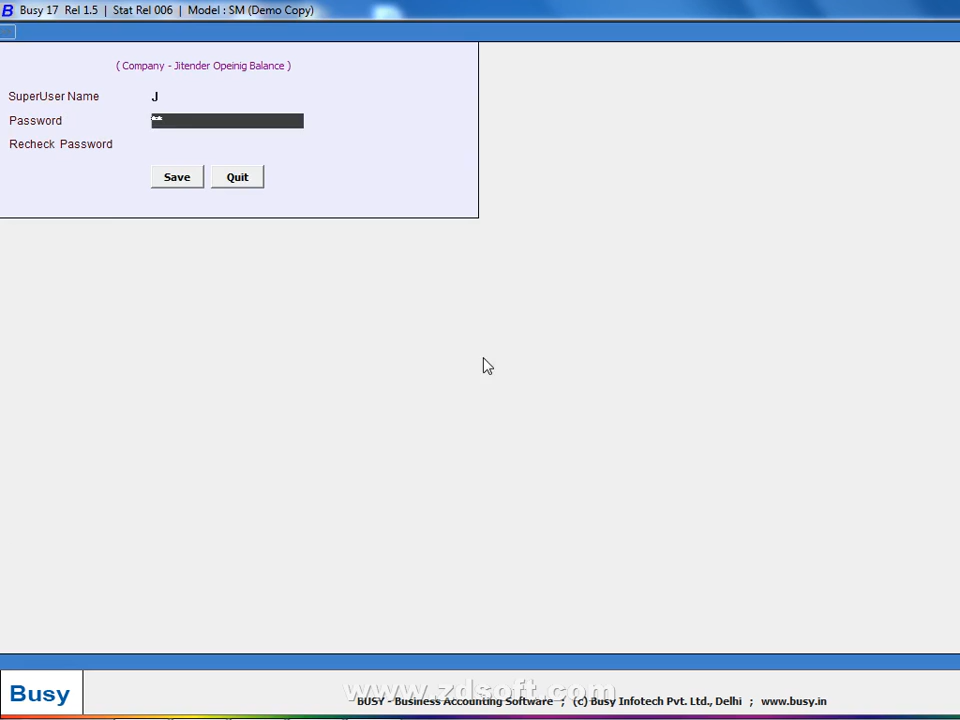 B Busy 17 Rel 1.5 | Stat Rel 006 | Model : SM (Demo Copy)
( Company - Jitender Opeinig Balance )
SuperUser Name J
Password **
Recheck Password
Save Quit
www.zdsoft.com
Busy BUSY - Business Accounting Software ; (c) Busy Infotech Pvt. Ltd., Delhi ; www.busy.in